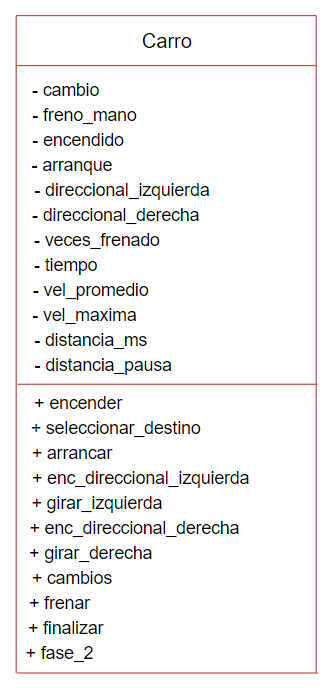 Carro
- cambio
- freno_mano
- encendido
- arranque
- direccional_izquierda
- direccional_derecha
- veces_frenado
- tiempo
- vel_promedio
- vel_maxima
- distancia_ms
- distancia_pausa
+ encender
+ seleccionar_destino
+ arrancar
+ enc_direccional_izquierda
+ girar_izquierda
+ enc_direccional_derecha
+ girar_derecha
+ cambios
+ frenar
+ finalizar
+ fase_2